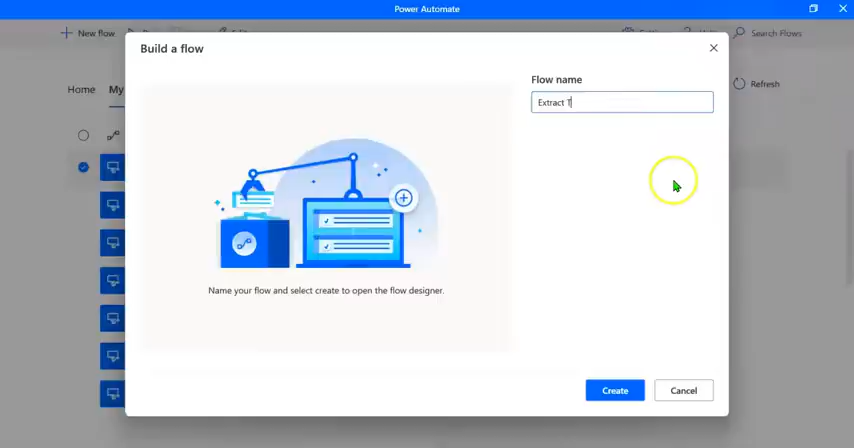 Power Automate
New flow
Edit
Search Flows
Build a flow
Flow name
Extract T
Home
My
Refresh
Name your flow and select create to open the flow designer.
Create
Cancel